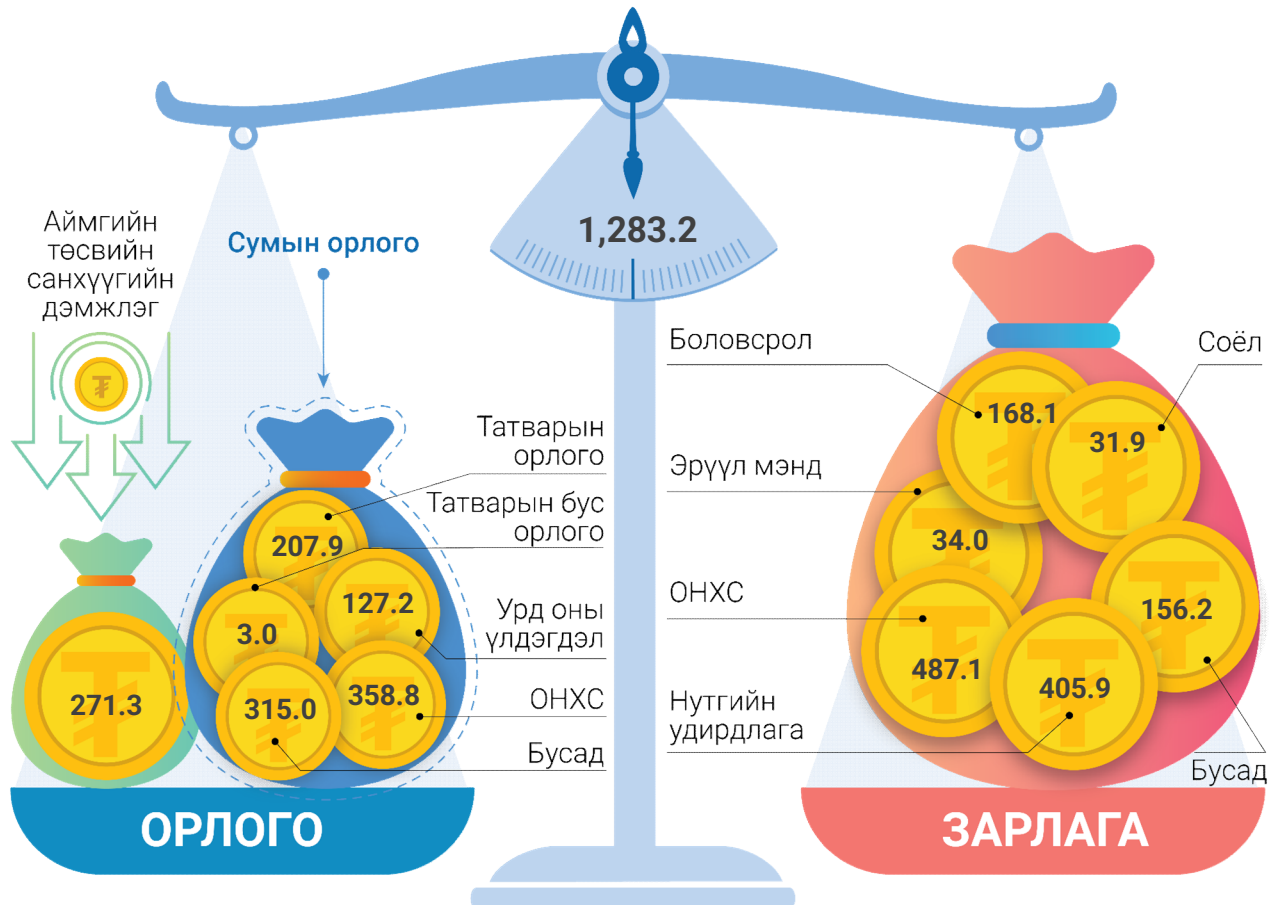 1,283.2
Аймгийн
төсвийн
санхүүгийн
дэмжлэг
Сумын орлого
Татварын
орлого
Татварын бус
орлого
Урд оны
үлдэгдэл
ОНХС
Бусад
207.9
127.2
3.0
315.0
358.8
271.3
ОРЛОГО
Боловсрол
Соёл
Эрүүл мэнд
ОНХС
Нутгийн
удирдлага
Бусад
168.1
31.9
34.0
156.2
487.1
405.9
ЗАРЛАГА